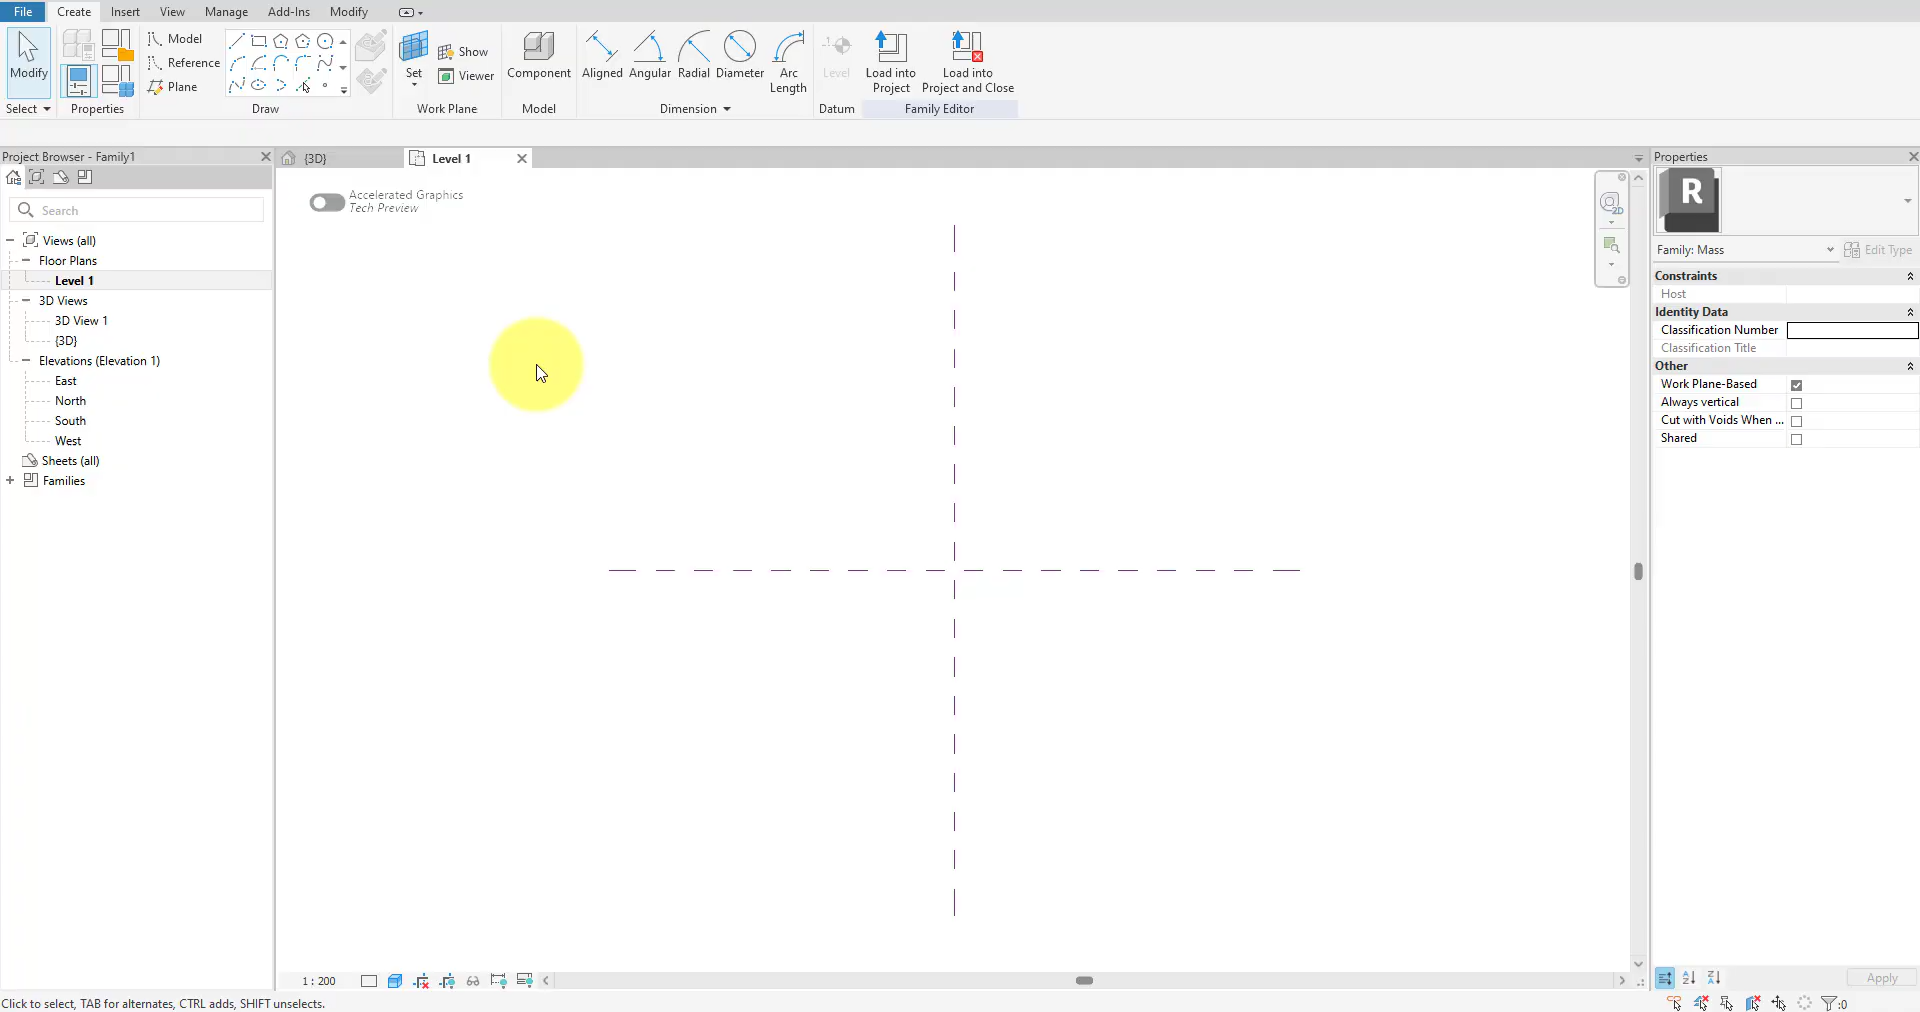 File Create Insert View Manage Add-Ins Modify
Modify
Model
Reference
Plane
Set
Show
Viewer
Component
Aligned Angular Radial Diameter Arc Length
Level
Load into Project
Load into Project and Close
Select Properties Draw Work Plane Model Dimension Datum Family Editor
Project Browser - Family1
{3D}
Level 1
Properties
Search
Accelerated Graphics
Tech Preview
2D
R
Views (all)
Floor Plans
Level 1
3D Views
3D View 1
{3D}
Elevations (Elevation 1)
East
North
South
West
Sheets (all)
Families
Family: Mass
Edit Type
Constraints
Host
Identity Data
Classification Number
Classification Title
Other
Work Plane-Based
Always vertical
Cut with Voids When ...
Shared
1 : 200
Apply
Click to select, TAB for alternates, CTRL adds, SHIFT unselects.
:0